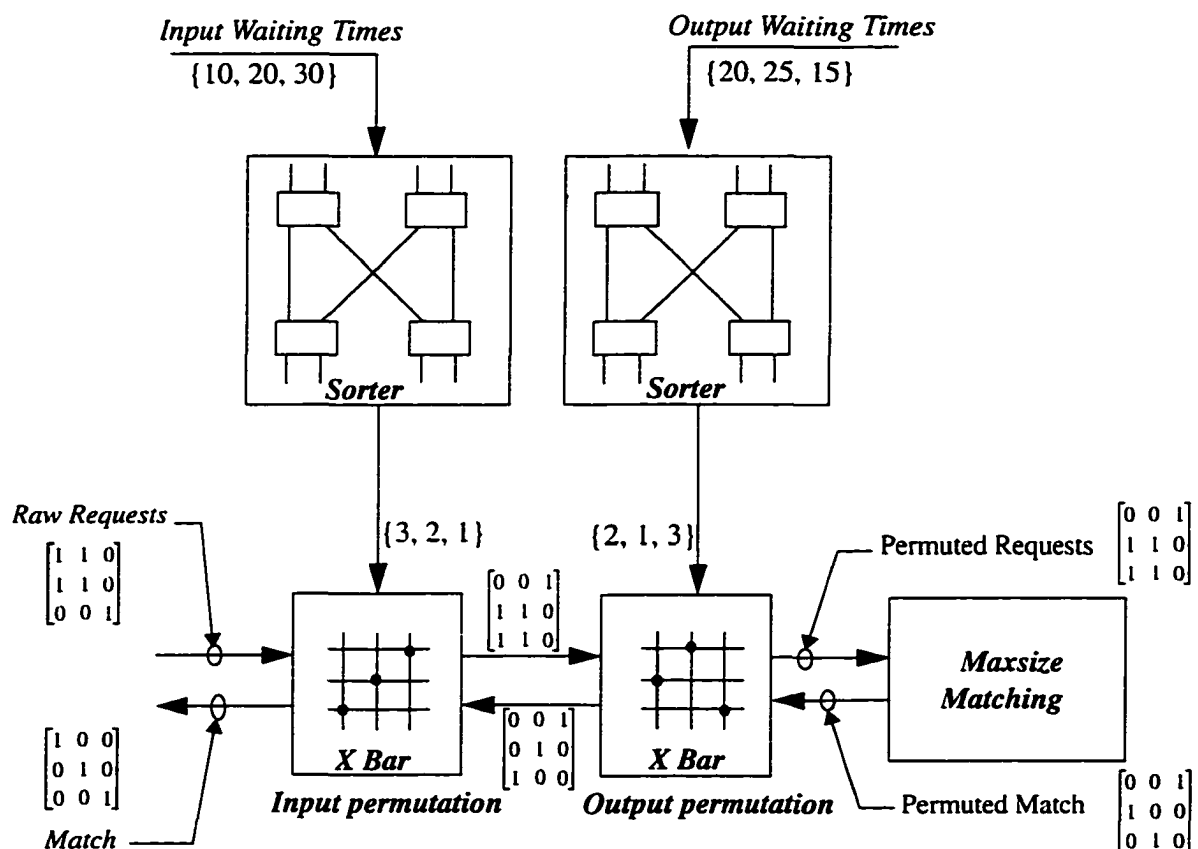 Input Waiting Times
{10, 20, 30}
Output Waiting Times
{20, 25, 15}
Sorter
Sorter
{3, 2, 1}
{2, 1, 3}
Raw Requests
1 1 0
1 1 0
0 0 1
0 0 1
1 1 0
1 1 0
Permuted Requests
0 0 1
1 1 0
1 1 0
Maxsize
Matching
X Bar
Input permutation
0 0 1
0 1 0
1 0 0
X Bar
Output permutation
1 0 0
0 1 0
0 0 1
Match
Permuted Match
0 0 1
1 0 0
0 1 0